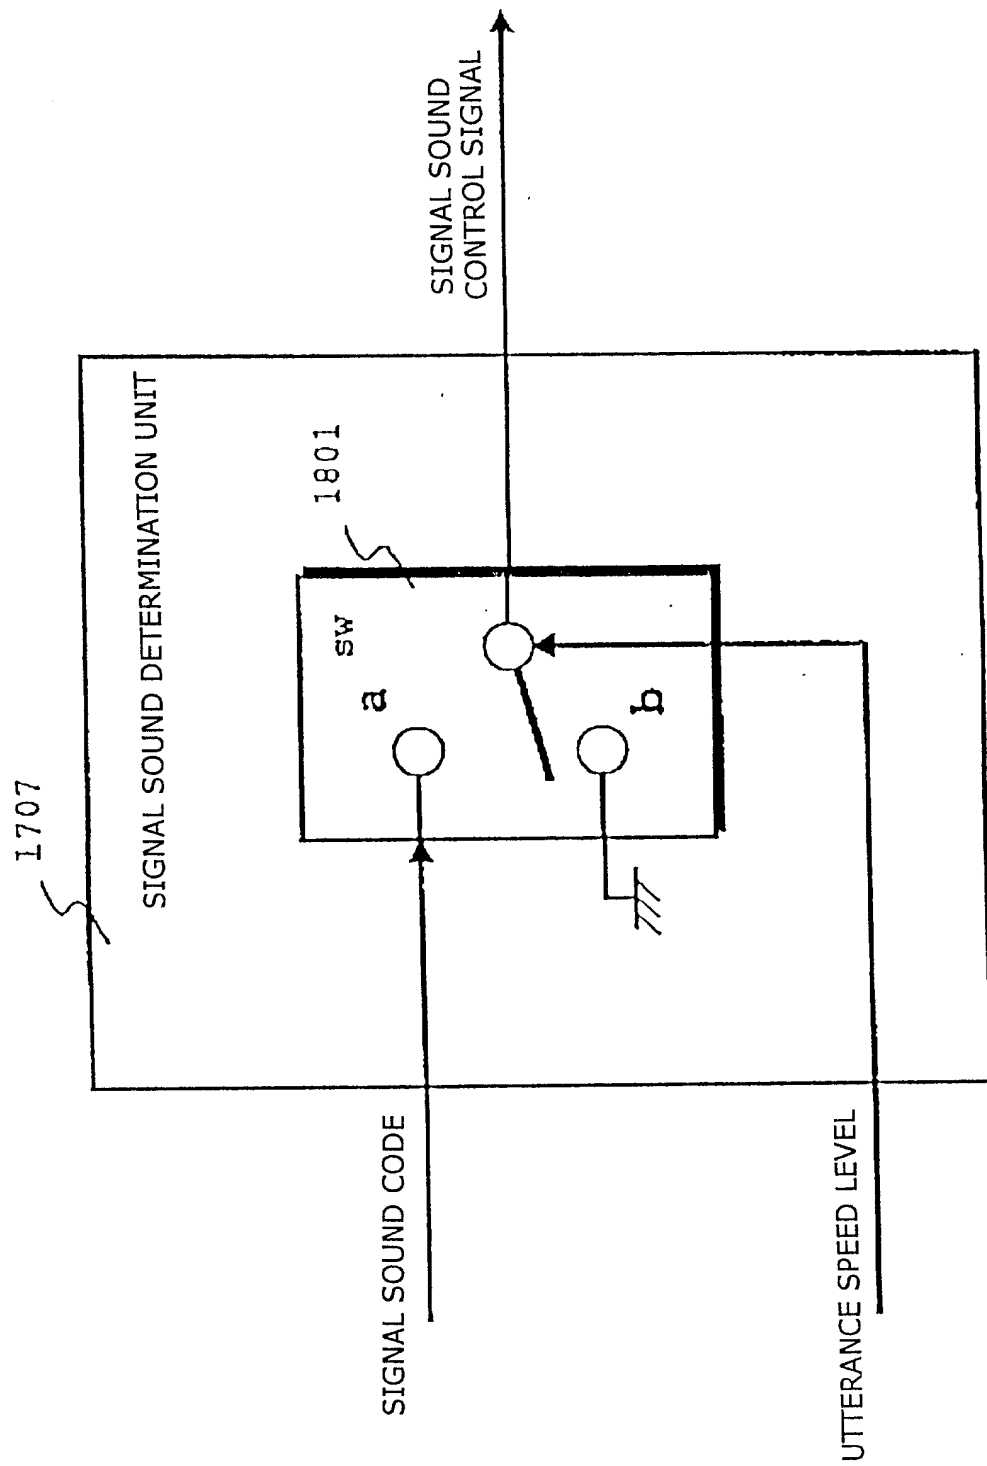 1707
SIGNAL SOUND DETERMINATION UNIT
1801
SW
a
b
SIGNAL SOUND CODE
UTTERANCE SPEED LEVEL
SIGNAL SOUND
CONTROL SIGNAL